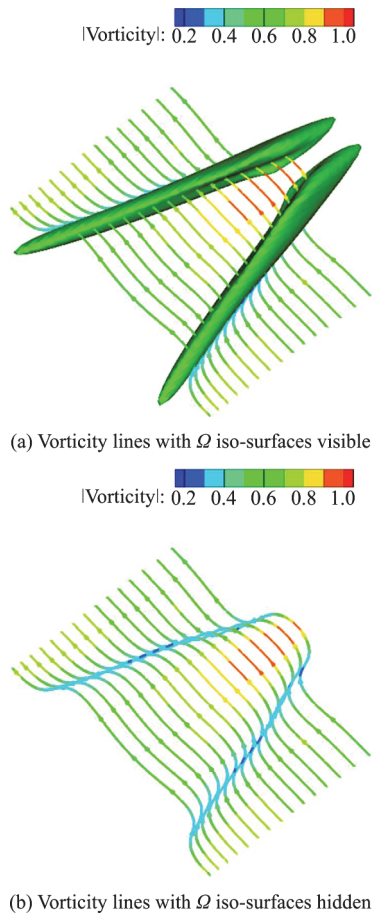 |Vorticity|: 0.2 0.4 0.6 0.8 1.0
(a) Vorticity lines with Ω iso-surfaces visible
|Vorticity|: 0.2 0.4 0.6 0.8 1.0
(b) Vorticity lines with Ω iso-surfaces hidden